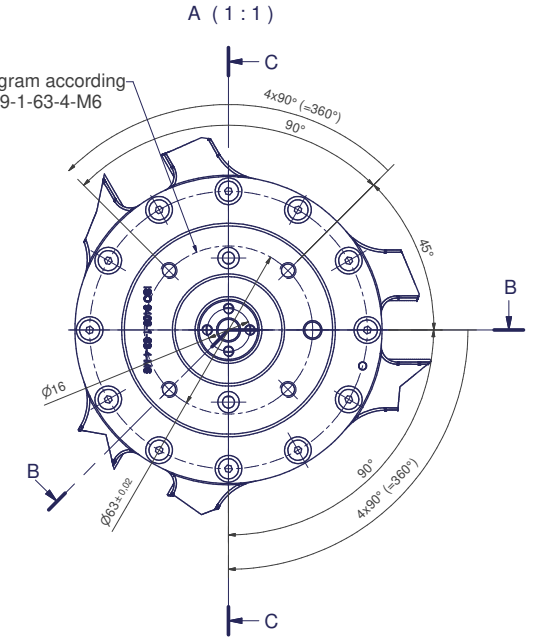 A (1:1)
C
gram according
9-1-63-4-M6
4x90° (=360°)
90°
45°
B
Ø16
B
Ø63±0,02
90°
4x90° (=360°)
C